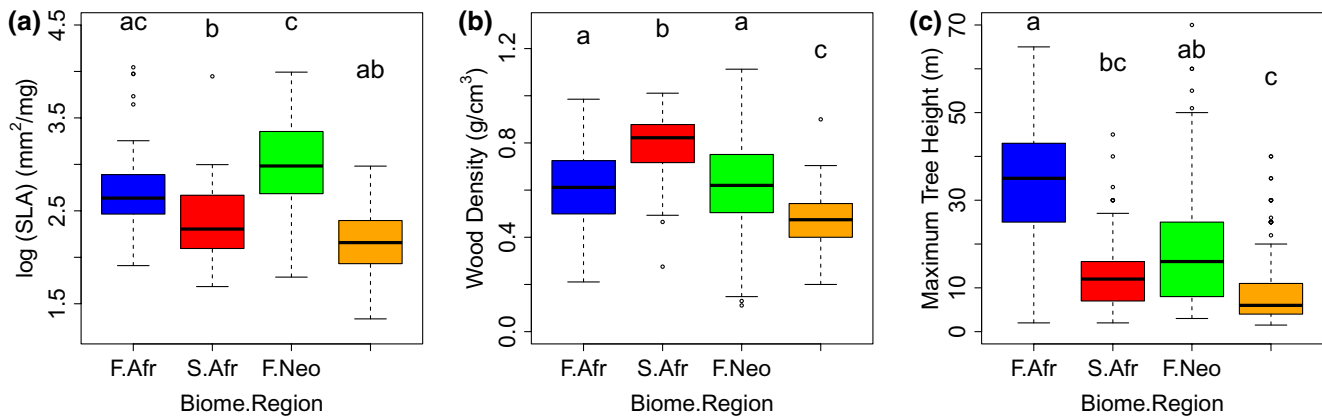 (a)
4.5
3.5
2.5
1.5
log (SLA) (mm²/mg)
ac
b
c
ab
F.Afr
S.Afr
F.Neo
Biome.Region
(b)
1.2
0.8
0.4
0.0
Wood Density (g/cm³)
a
b
a
c
F.Afr
S.Afr
F.Neo
Biome.Region
(c)
70
50
30
10
0
Maximum Tree Height (m)
a
bc
ab
c
F.Afr
S.Afr
F.Neo
Biome.Region